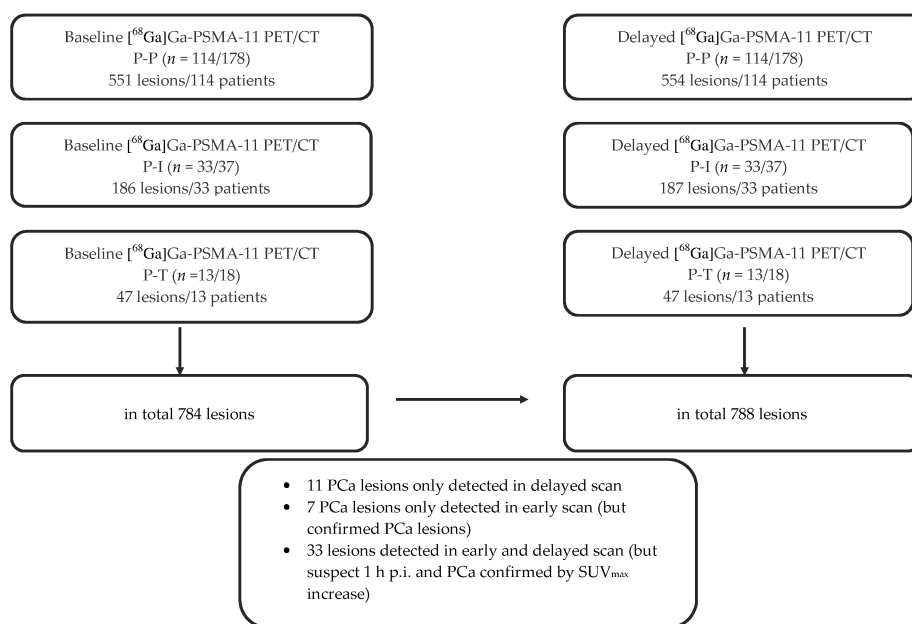 Baseline [⁶⁸Ga]Ga-PSMA-11 PET/CT
P-P (n = 114/178)
551 lesions/114 patients
Delayed [⁶⁸Ga]Ga-PSMA-11 PET/CT
P-P (n = 114/178)
554 lesions/114 patients
Baseline [⁶⁸Ga]Ga-PSMA-11 PET/CT
P-I (n = 33/37)
186 lesions/33 patients
Delayed [⁶⁸Ga]Ga-PSMA-11 PET/CT
P-I (n = 33/37)
187 lesions/33 patients
Baseline [⁶⁸Ga]Ga-PSMA-11 PET/CT
P-T (n =13/18)
47 lesions/13 patients
Delayed [⁶⁸Ga]Ga-PSMA-11 PET/CT
P-T (n = 13/18)
47 lesions/13 patients
in total 784 lesions
in total 788 lesions
• 11 PCa lesions only detected in delayed scan
• 7 PCa lesions only detected in early scan (but
confirmed PCa lesions)
• 33 lesions detected in early and delayed scan (but
suspect 1 h p.i. and PCa confirmed by SUVmax
increase)